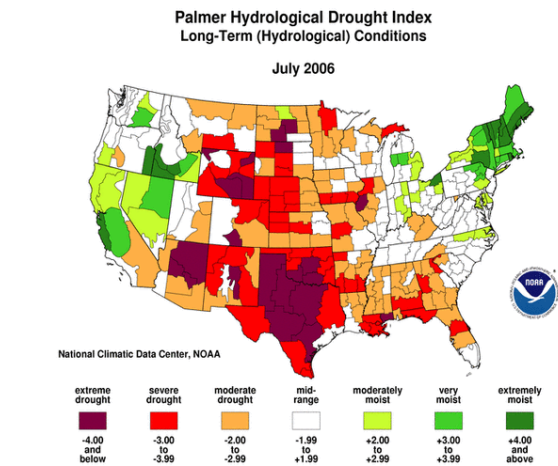 Palmer Hydrological Drought Index
Long-Term (Hydrological) Conditions
July 2006
NOAA
National Climatic Data Center, NOAA
extreme drought
severe drought
moderate drought
mid-range
moderately moist
very moist
extremely moist
-4.00 and below
-3.00 to -3.99
-2.00 to -2.99
-1.99 to +1.99
+2.00 to +2.99
+3.00 to +3.99
+4.00 and above